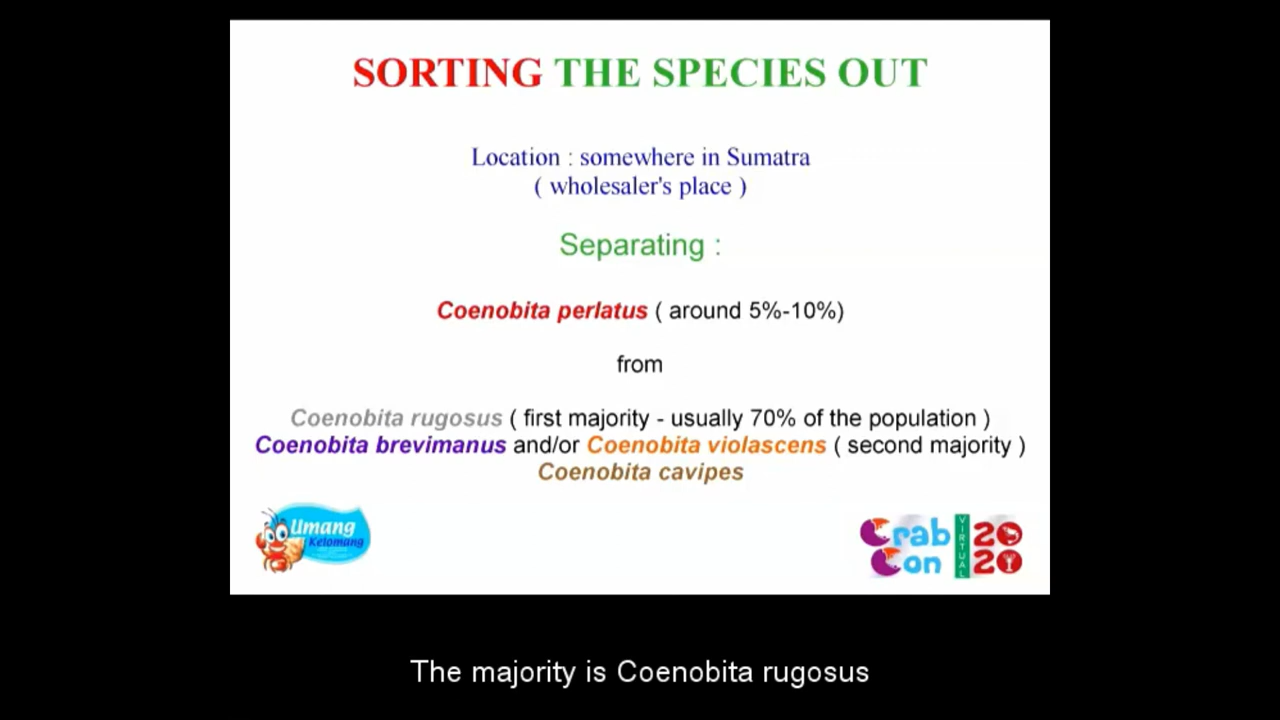 SORTING THE SPECIES OUT
Location : somewhere in Sumatra
( wholesaler's place )
Separating :
Coenobita perlatus ( around 5%-10%)
from
Coenobita rugosus ( first majority - usually 70% of the population )
Coenobita brevimanus and/or Coenobita violascens ( second majority )
Coenobita cavipes
Umang
Kelomang
Crab
Con
VIRTUAL
20
20
The majority is Coenobita rugosus